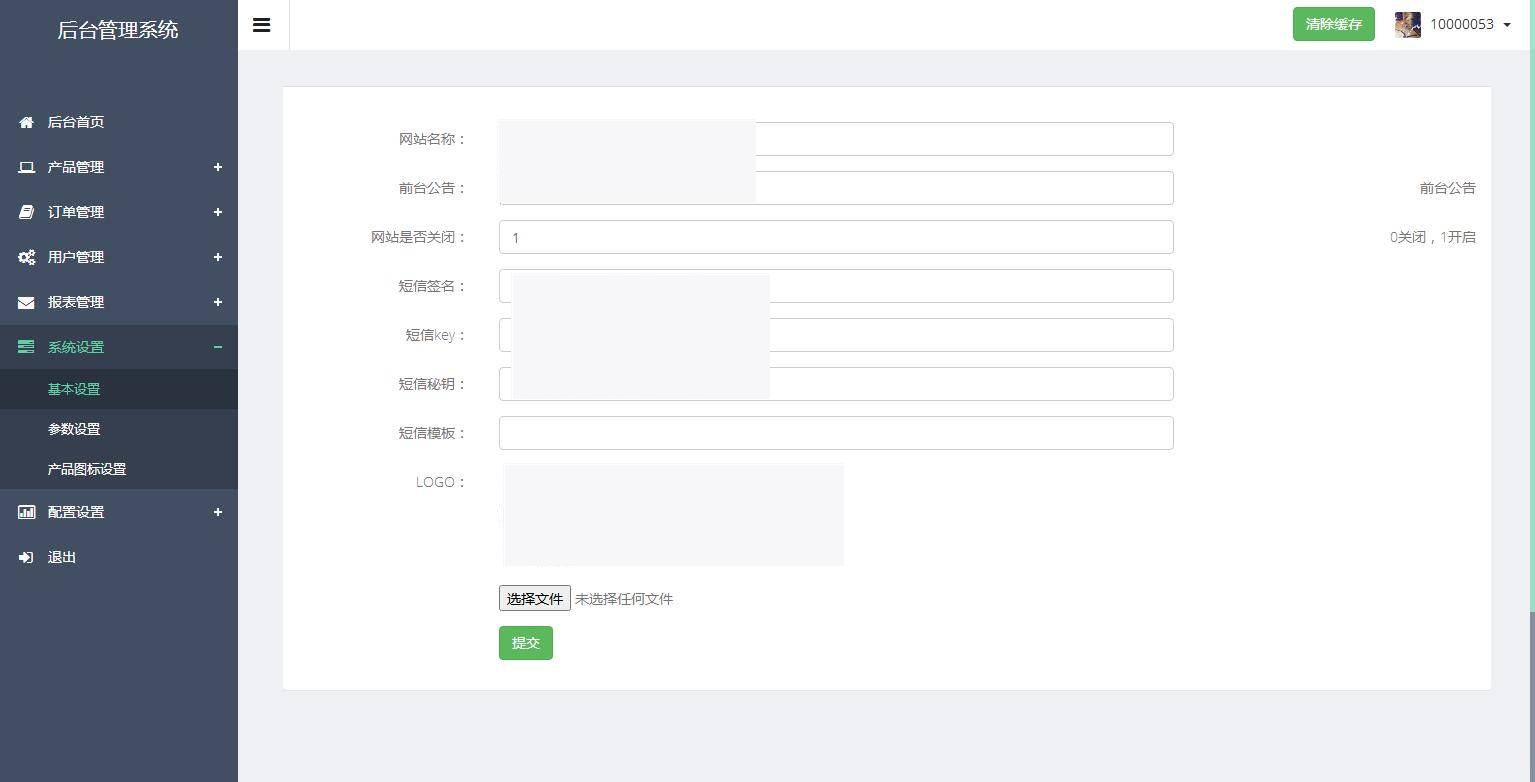 后台管理系统
清除缓存
10000053
后台首页
产品管理
订单管理
用户管理
报表管理
系统设置
基本设置
参数设置
产品图标设置
配置设置
退出
网站名称：
前台公告：
前台公告
网站是否关闭：
1
0关闭，1开启
短信签名：
短信key：
短信秘钥：
短信模板：
LOGO：
选择文件 未选择任何文件
提交